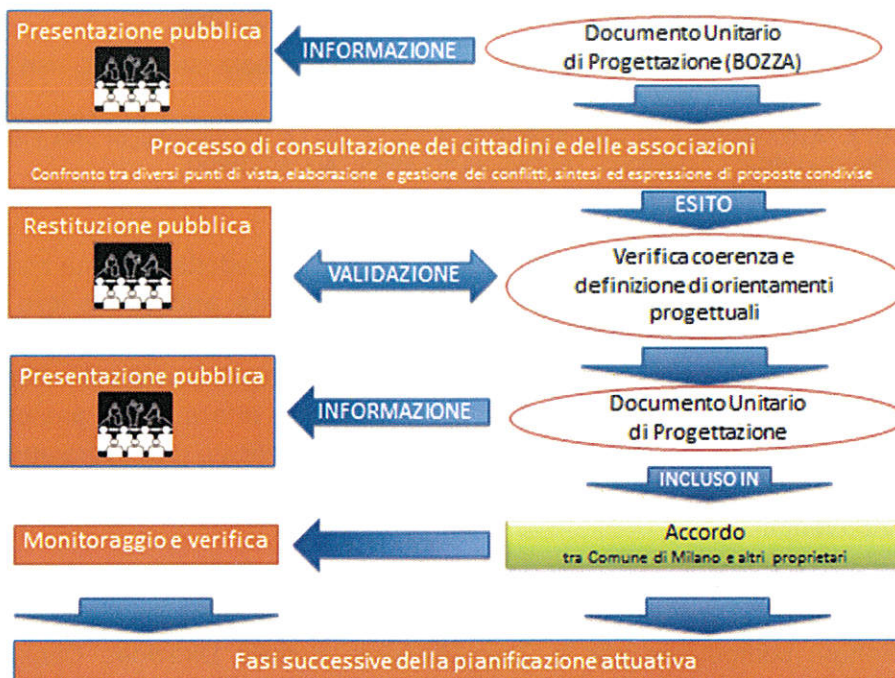 Presentazione pubblica
INFORMAZIONE
Documento Unitario
di Progettazione (BOZZA)
Processo di consultazione dei cittadini e delle associazioni
Confronto tra diversi punti di vista, elaborazione e gestione dei conflitti, sintesi ed espressione di proposte condivise
ESITO
Restituzione pubblica
VALIDAZIONE
Verifica coerenza e
definizione di orientamenti
progettuali
Presentazione pubblica
INFORMAZIONE
Documento Unitario
di Progettazione
INCLUSO IN
Monitoraggio e verifica
Accordo
tra Comune di Milano e altri proprietari
Fasi successive della pianificazione attuativa